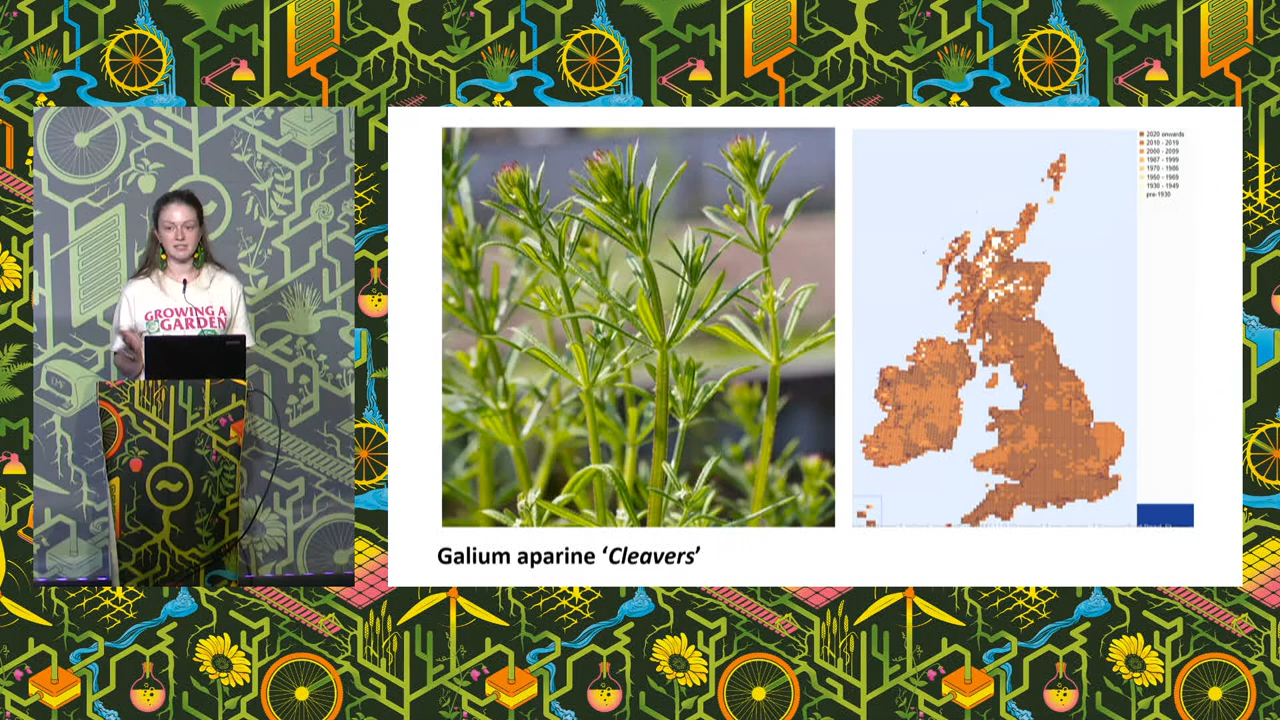 GROWING A
GARDEN
2020 onwards
2010 - 2019
2000 - 2009
1987 - 1999
1970 - 1986
1950 - 1969
1930 - 1949
pre-1930
Galium aparine ‘Cleavers’